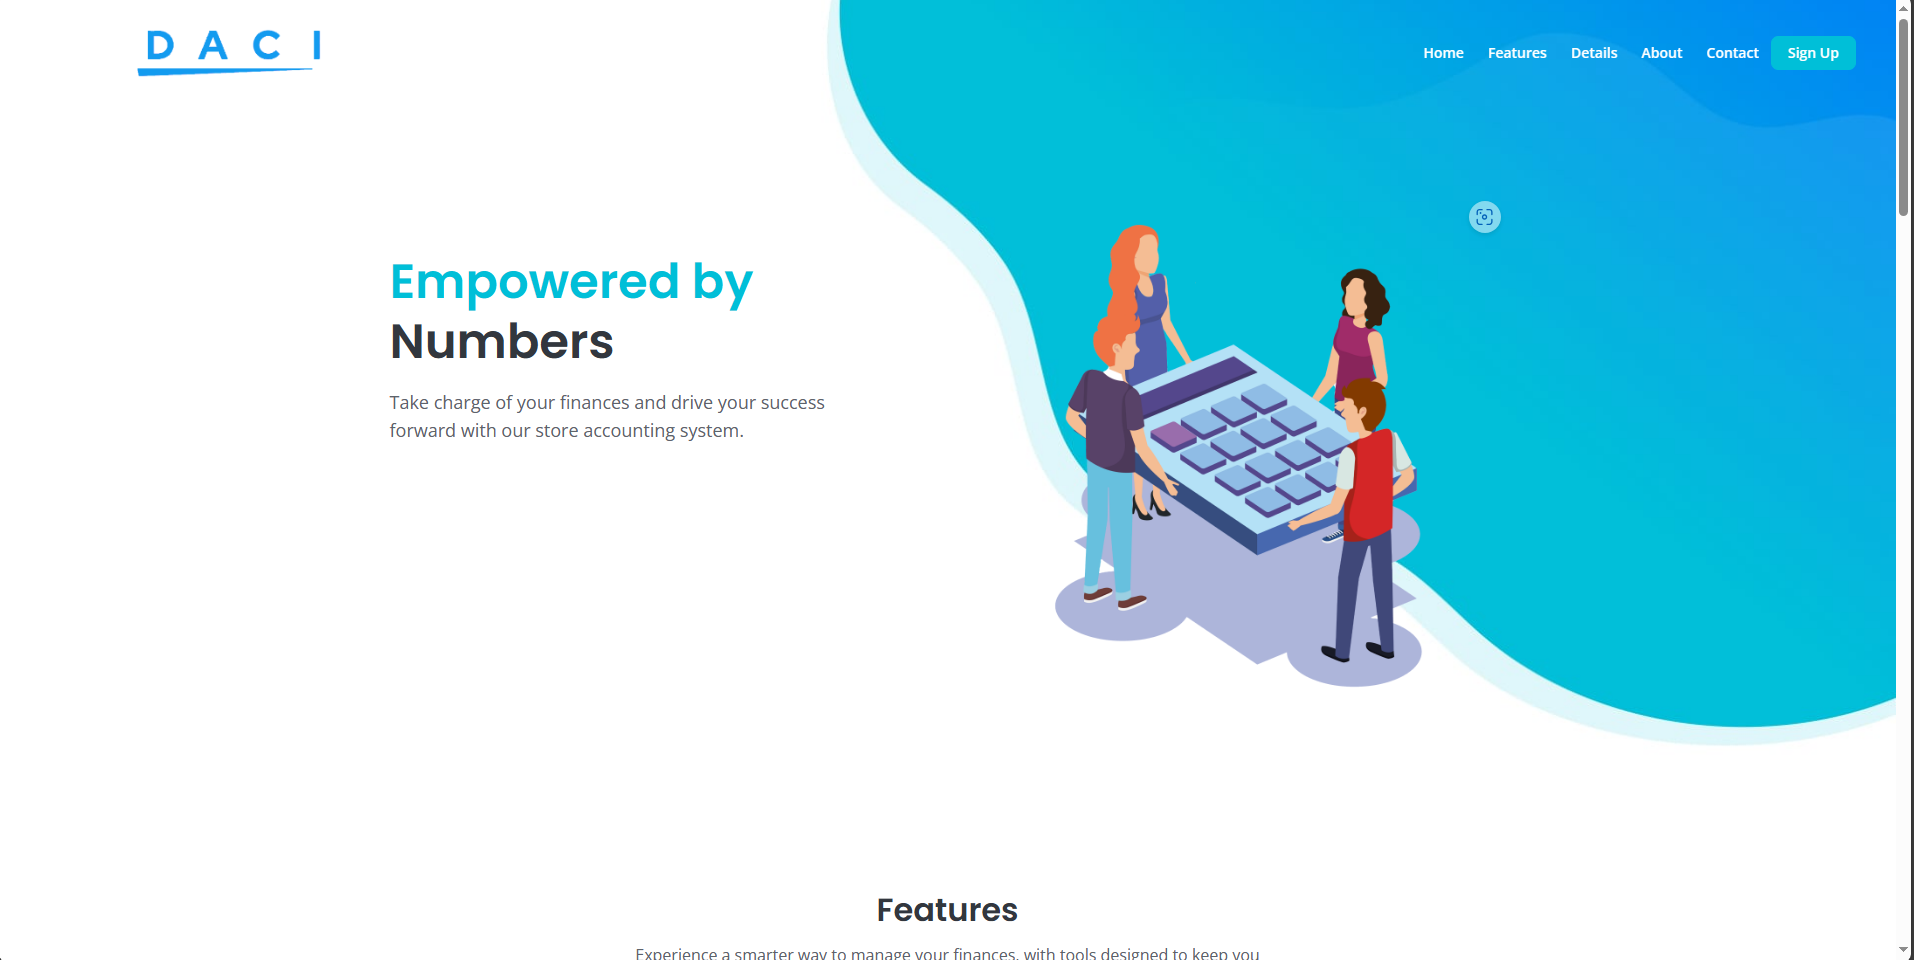 DACI
Home Features Details About Contact Sign Up
Empowered by
Numbers
Take charge of your finances and drive your success
forward with our store accounting system.
Features
Experience a smarter way to manage your finances, with tools designed to keep you